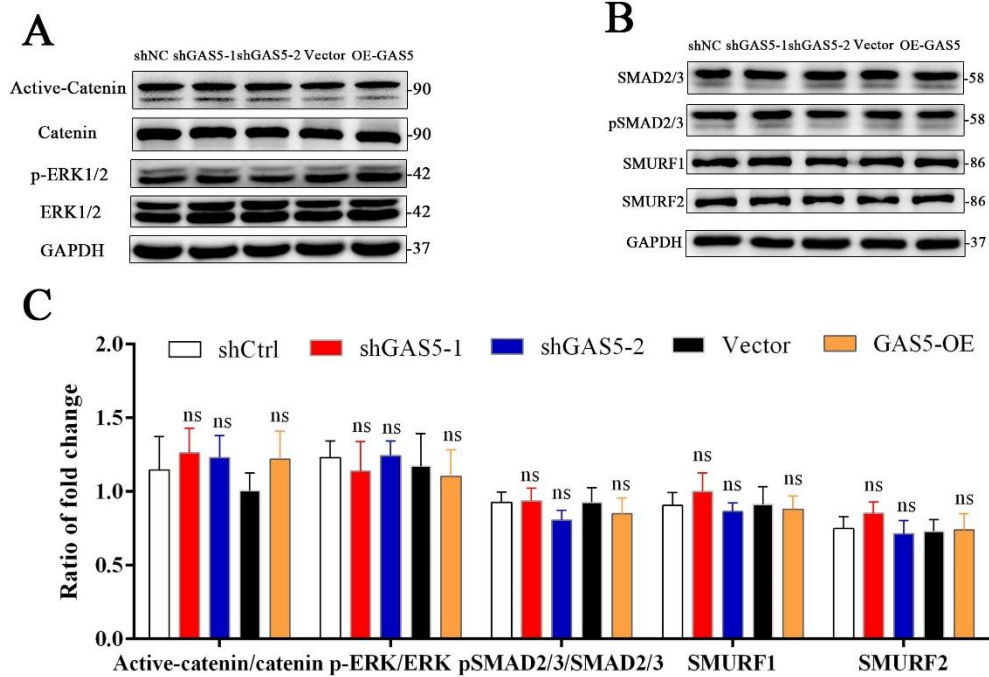 A
shNC shGAS5-1shGAS5-2 Vector OE-GAS5
Active-Catenin
-90
Catenin
-90
p-ERK1/2
-42
ERK1/2
-42
GAPDH
-37
B
shNC shGAS5-1shGAS5-2 Vector OE-GAS5
SMAD2/3
-58
pSMAD2/3
-58
SMURF1
-86
SMURF2
-86
GAPDH
-37
C
shCtrl shGAS5-1 shGAS5-2 Vector GAS5-OE
Ratio of fold change
2.0
1.5
1.0
0.5
0.0
ns ns ns
ns ns ns
ns ns ns
ns ns ns
ns ns ns
Active-catenin/catenin p-ERK/ERK pSMAD2/3/SMAD2/3 SMURF1 SMURF2